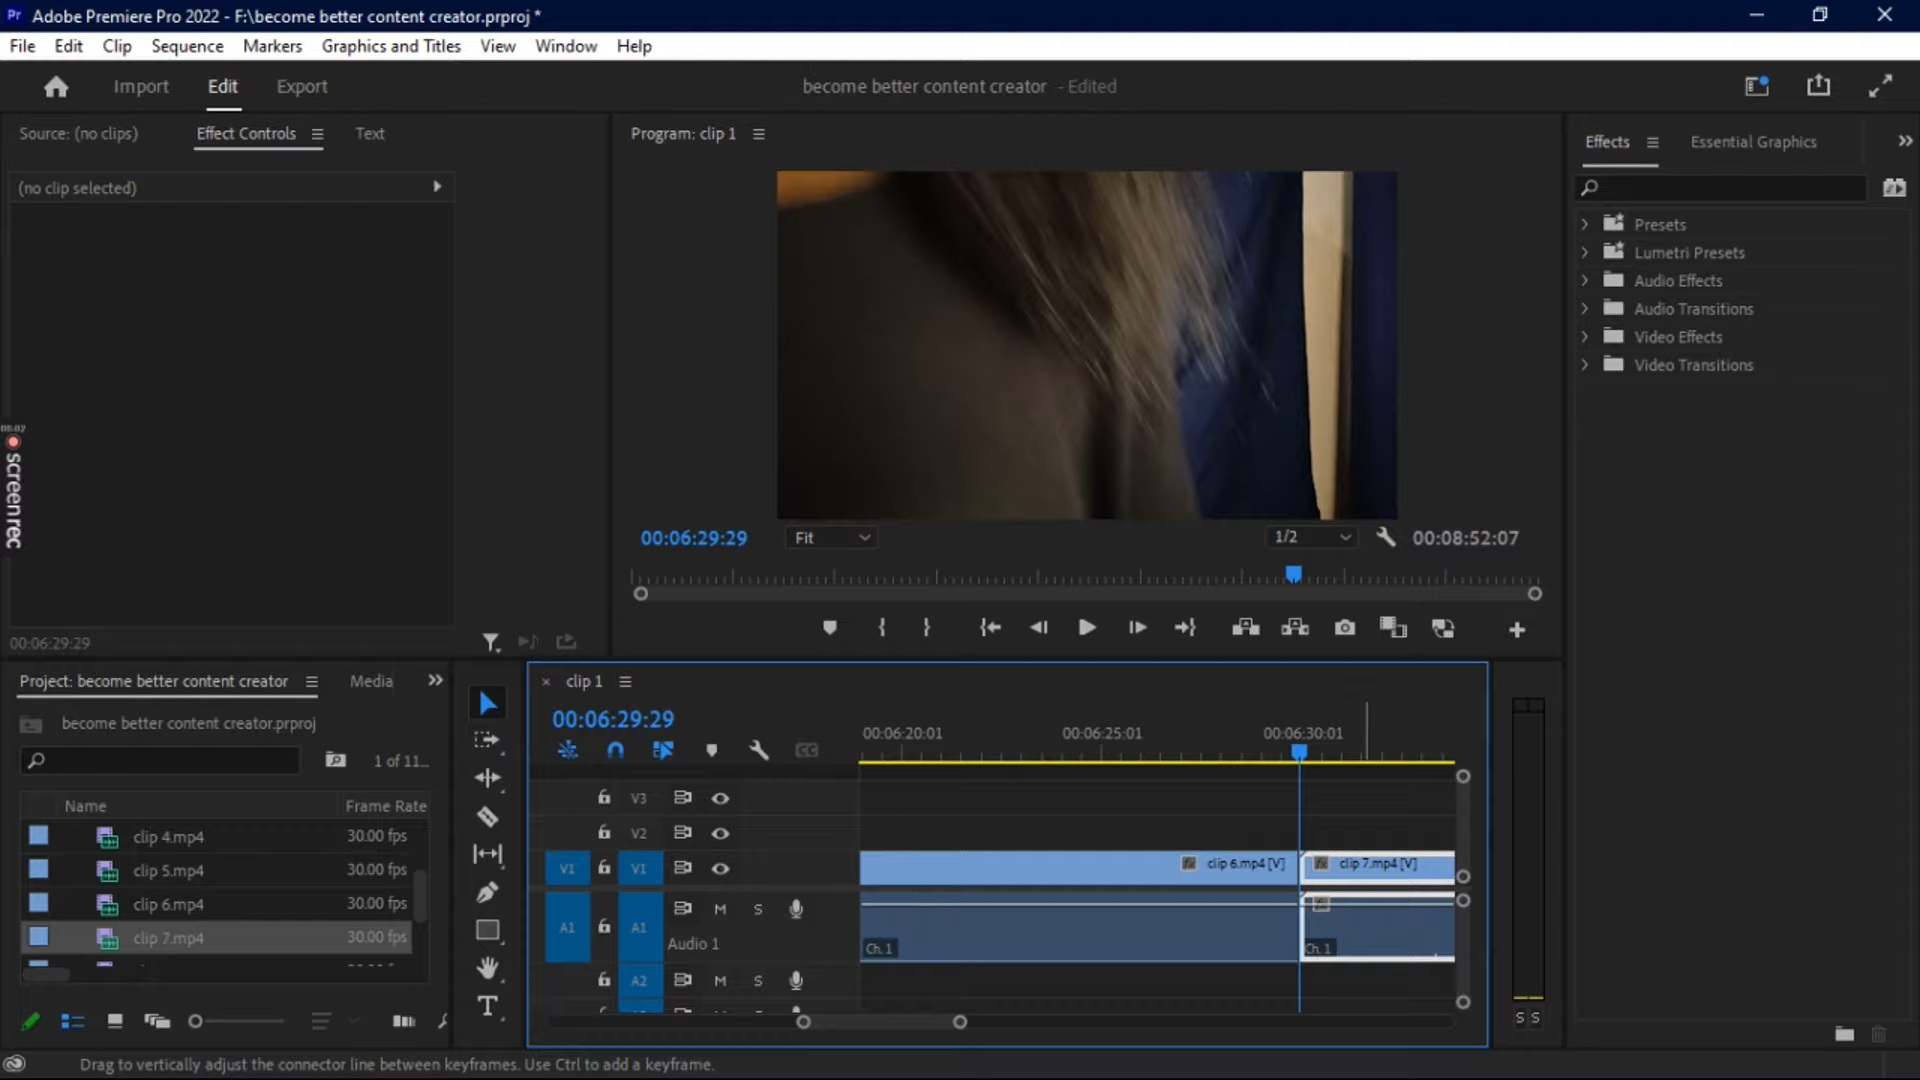 Pr Adobe Premiere Pro 2022 - F:\become better content creator.prproj *
File Edit Clip Sequence Markers Graphics and Titles View Window Help
Import Edit Export
become better content creator - Edited
Source: (no clips) Effect Controls Text
Program: clip 1
Effects Essential Graphics
(no clip selected)
Presets
Lumetri Presets
Audio Effects
Audio Transitions
Video Effects
Video Transitions
00:02
screenrec
00:06:29:29 Fit 1/2 00:08:52:07
00:06:29:29
Project: become better content creator Media
become better content creator.prproj
1 of 11...
Name Frame Rate
clip 4.mp4 30.00 fps
clip 5.mp4 30.00 fps
clip 6.mp4 30.00 fps
clip 7.mp4 30.00 fps
T
clip 1
00:06:29:29
CC
00:06:20:01 00:06:25:01 00:06:30:01
V3
V2
V1 V1 fx clip 6.mp4 [V] fx clip 7.mp4 [V]
A1 A1 M S fx
Audio 1
Ch. 1 Ch. 1
A2 M S
S S
Drag to vertically adjust the connector line between keyframes. Use Ctrl to add a keyframe.